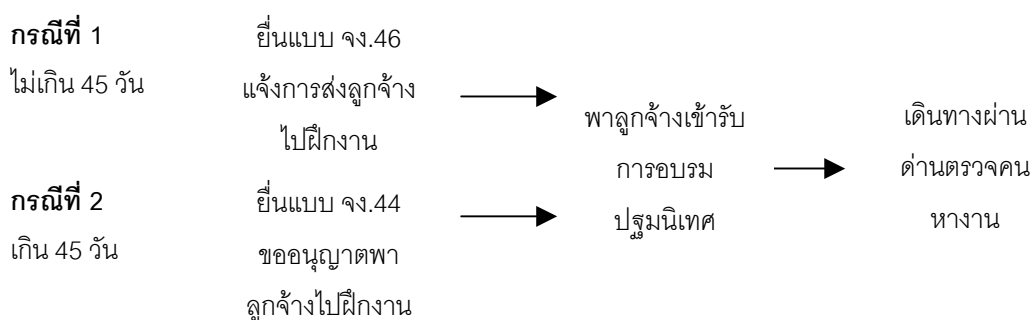 กรณีที่ 1
ไม่เกิน 45 วัน
ยื่นแบบ จง.46
แจ้งการส่งลูกจ้าง
ไปฝึกงาน
กรณีที่ 2
เกิน 45 วัน
ยื่นแบบ จง.44
ขออนุญาตพา
ลูกจ้างไปฝึกงาน
พาลูกจ้างเข้ารับ
การอบรม
ปฐมนิเทศ
เดินทางผ่าน
ด่านตรวจคน
หางาน